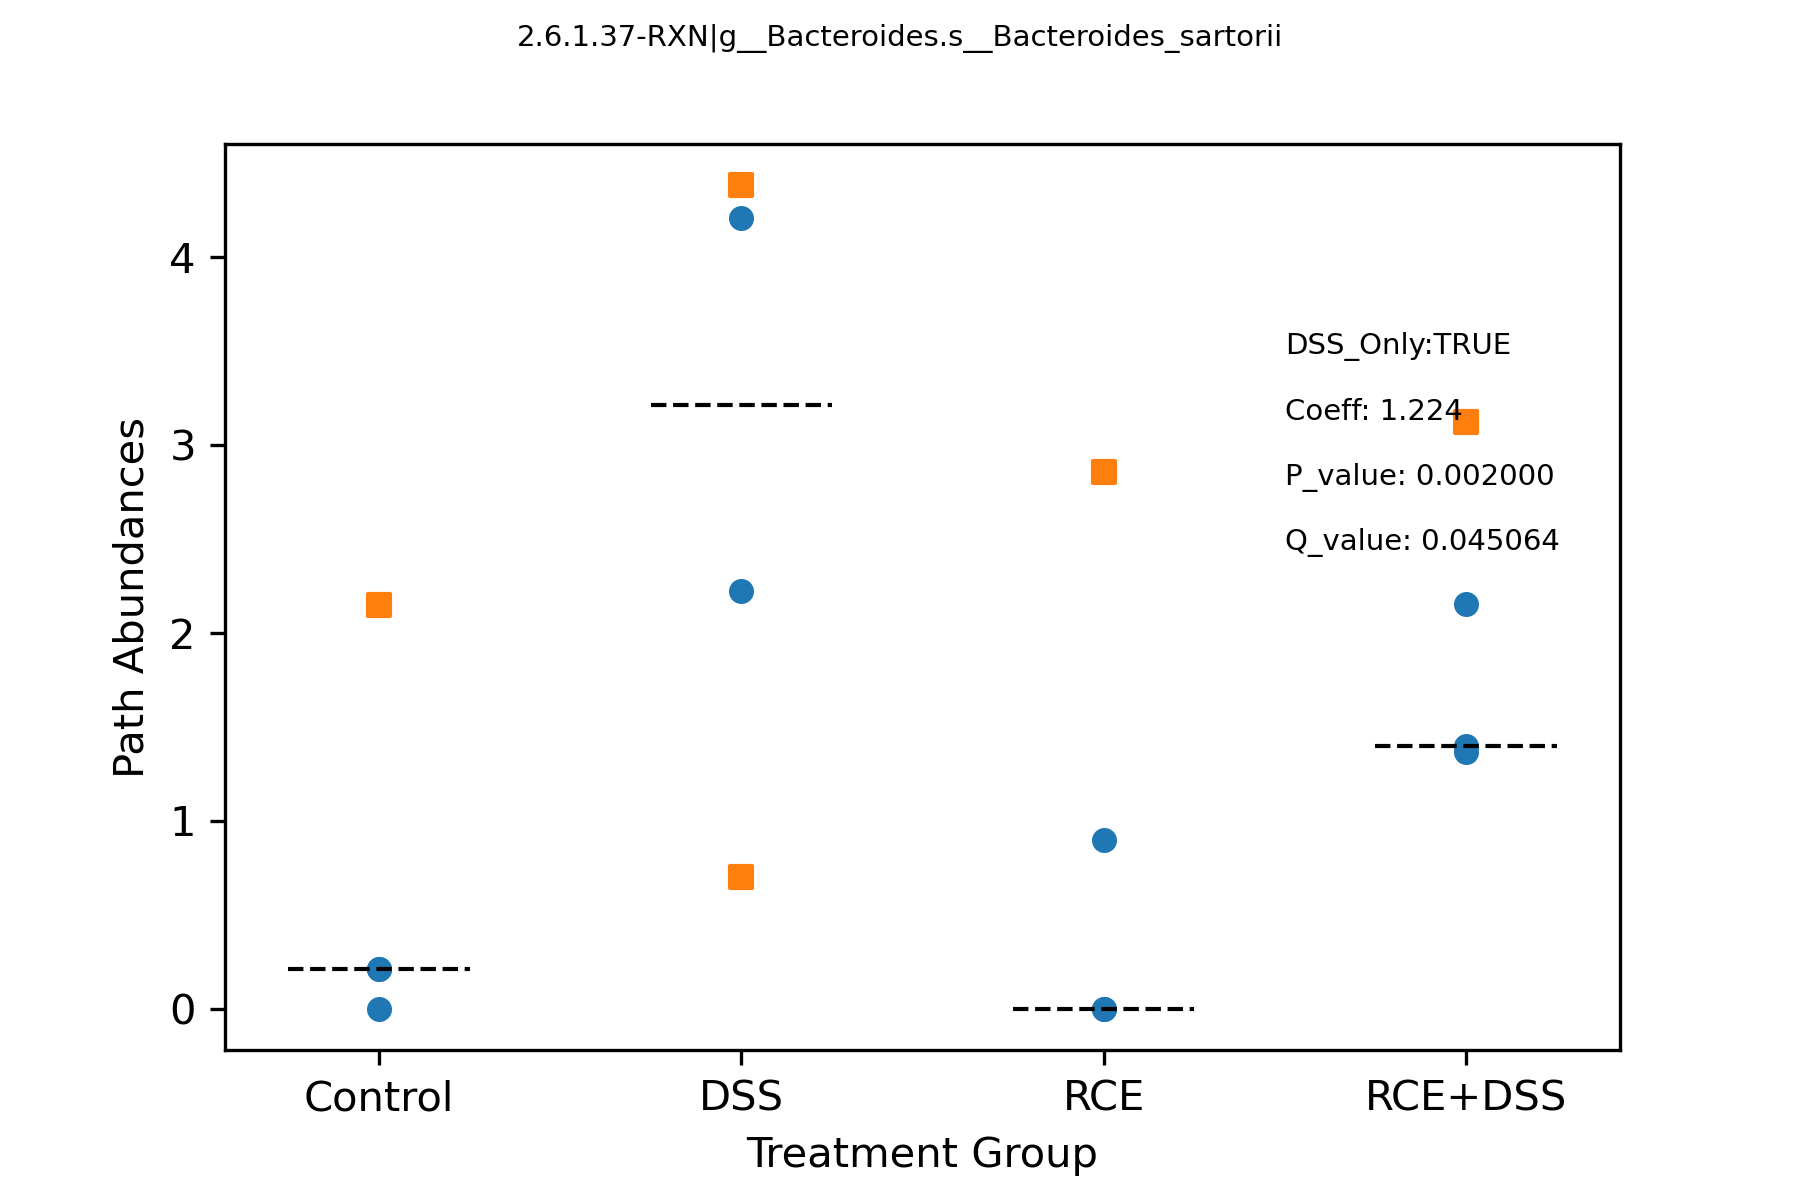 2.6.1.37-RXN|g__Bacteroides.s__Bacteroides_sartorii
4
3
2
1
0
Path Abundances
DSS_Only:TRUE
Coeff: 1.224
P_value: 0.002000
Q_value: 0.045064
Control DSS RCE RCE+DSS
Treatment Group